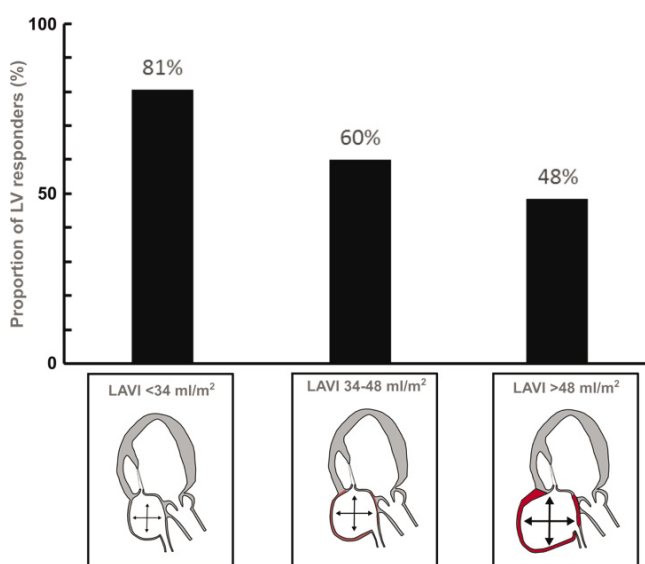 Proportion of LV responders (%)
100
50
0
81%
60%
48%
LAVI <34 ml/m²
LAVI 34-48 ml/m²
LAVI >48 ml/m²